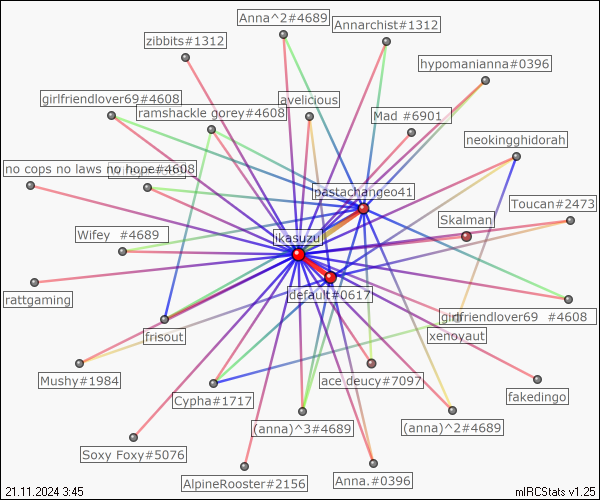 Anna^2#4689
Annarchist#1312
zibbits#1312
hypomanianna#0396
girlfriendlover69#4608
avelicious
ramshackle gorey#4608
Mad #6901
neokingghidorah
no cops no laws no hope#4608
pastachangeo41
Toucan#2473
Skalman
Wifey #4689
ikasuzu
default#0617
rattgaming
girlfriendlover69 #4608
frisout
xenoyaut
Mushy#1984
ace deucy#7097
Cypha#1717
fakedingo
(anna)^3#4689
(anna)^2#4689
Soxy Foxy#5076
AlpineRooster#2156
Anna.#0396
21.11.2024 3:45
mIRCStats v1.25